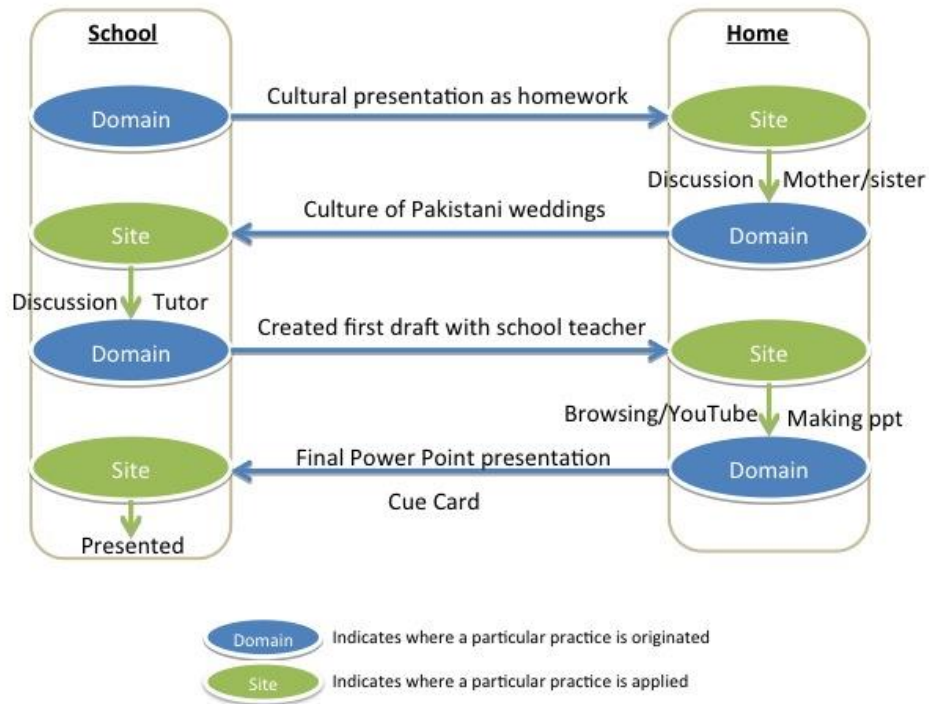 School
Home
Domain
Cultural presentation as homework
Site
Discussion
Mother/sister
Site
Culture of Pakistani weddings
Domain
Discussion
Tutor
Domain
Created first draft with school teacher
Site
Browsing/YouTube
Making ppt
Site
Final Power Point presentation
Domain
Cue Card
Presented
Domain
Indicates where a particular practice is originated
Site
Indicates where a particular practice is applied